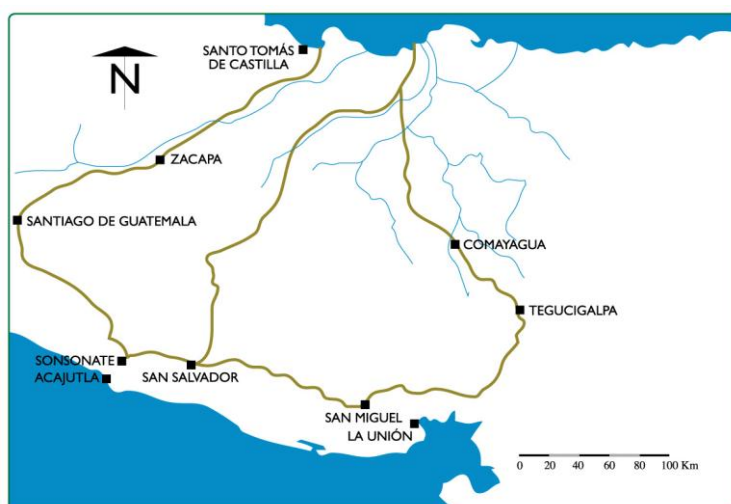 SANTO TOMÁS
DE CASTILLA
N
ZACAPA
SANTIAGO DE GUATEMALA
COMAYAGUA
TEGUCIGALPA
SONSONATE
ACAJUTLA
SAN SALVADOR
SAN MIGUEL
LA UNIÓN
0 20 40 60 80 100 Km